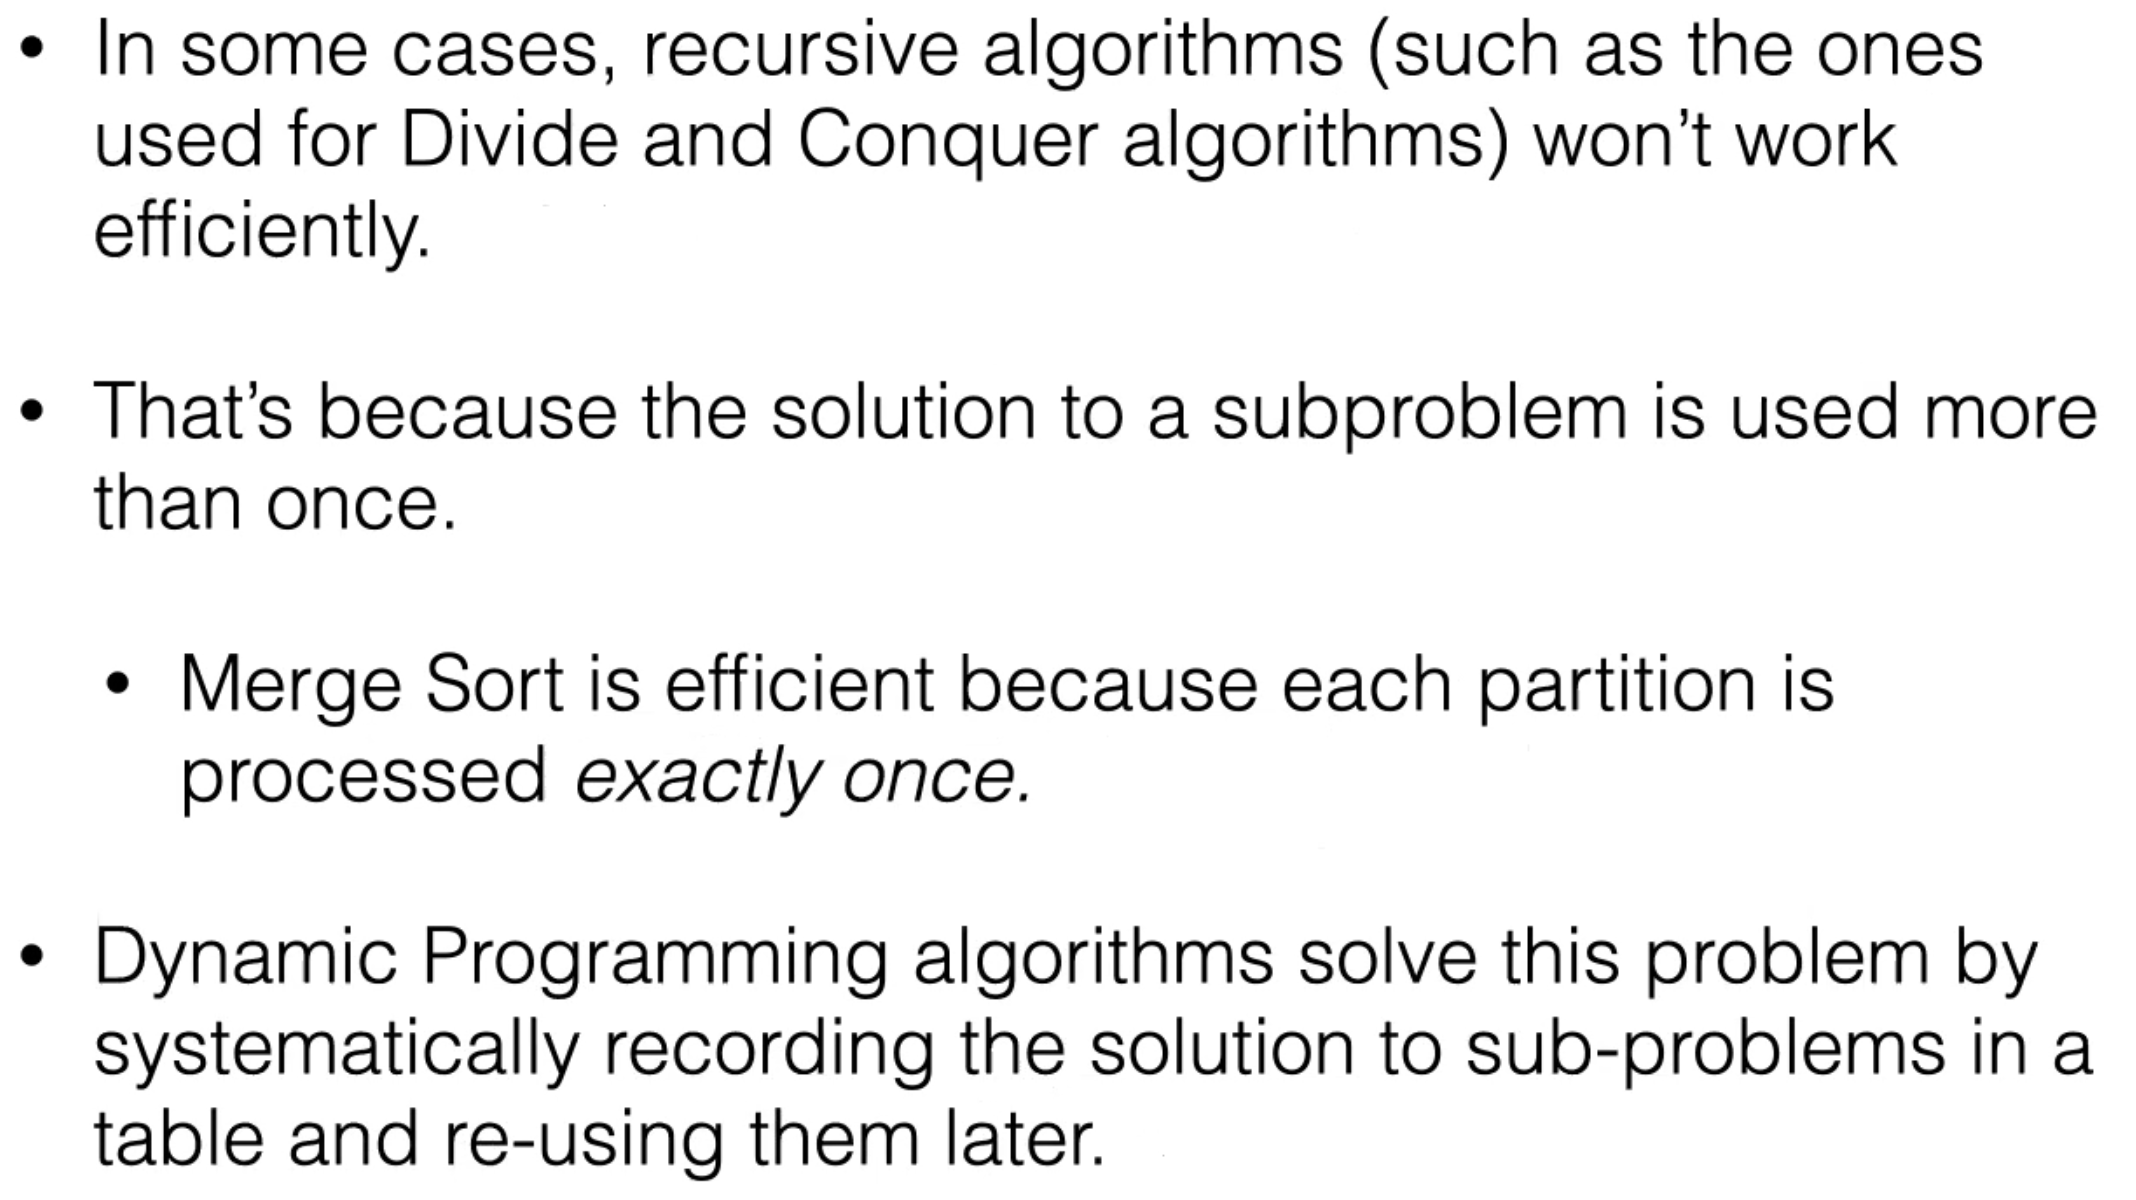 • In some cases, recursive algorithms (such as the ones
used for Divide and Conquer algorithms) won’t work
efficiently.
• That’s because the solution to a subproblem is used more
than once.
• Merge Sort is efficient because each partition is
processed exactly once.
• Dynamic Programming algorithms solve this problem by
systematically recording the solution to sub-problems in a
table and re-using them later.